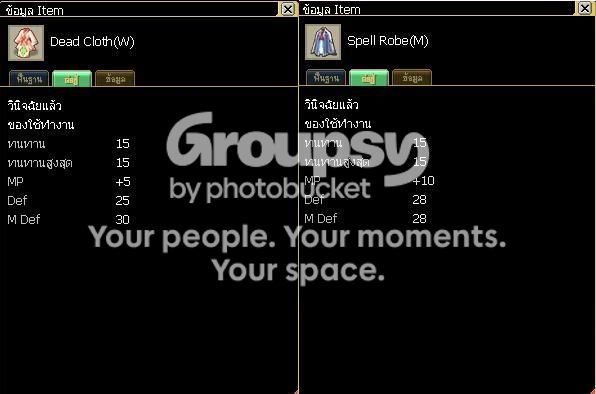 ข้อมูล Item
Dead Cloth(W)
พื้นฐาน
ข้อมูล
วินิจฉัยแล้ว
ของใช้ทำงาน
ทนทาน 15
ทนทานสูงสุด 15
MP +5
Def 25
M Def 30
ข้อมูล Item
Spell Robe(M)
พื้นฐาน
ข้อมูล
วินิจฉัยแล้ว
ของใช้ทำงาน
ทนทาน 15
ทนทานสูงสุด 15
MP +10
Def 28
M Def 28
Groupsy
by photobucket
Your people. Your moments.
Your space.